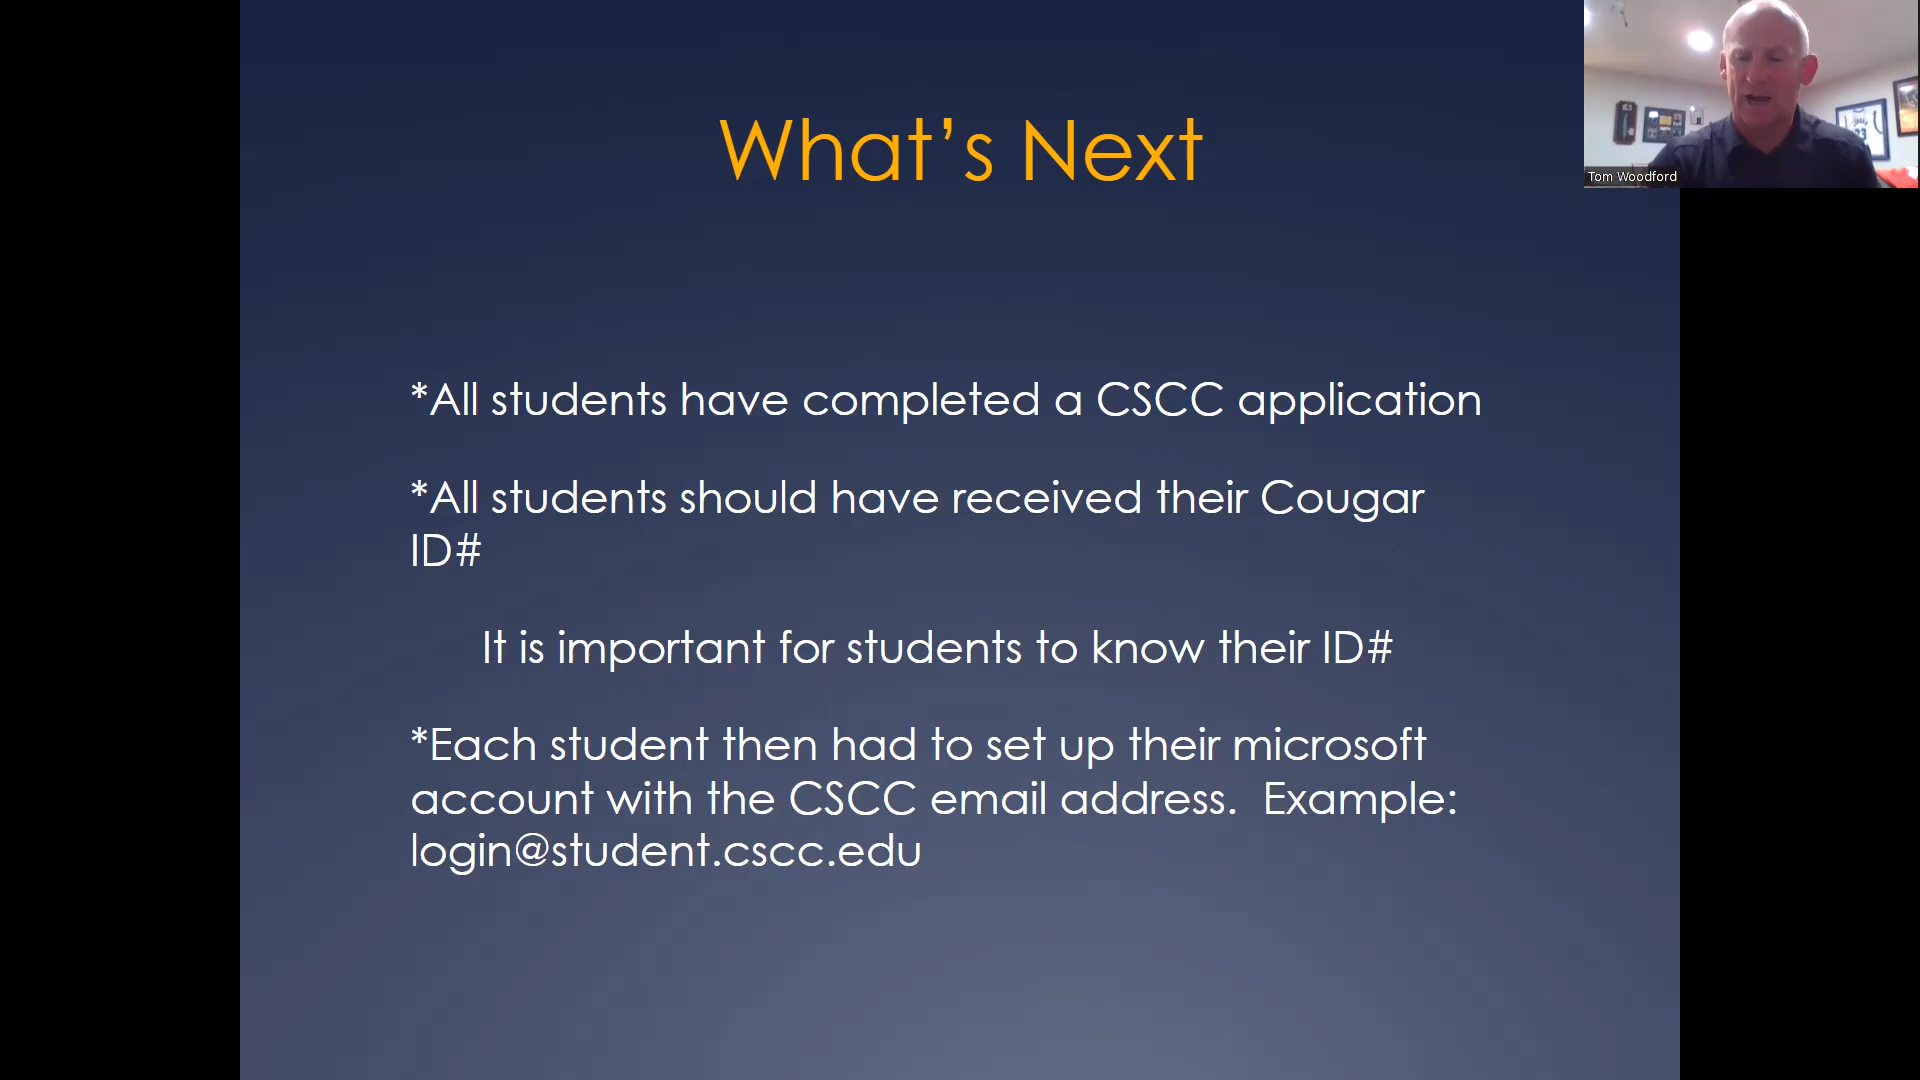 What’s Next
Tom Woodford
*All students have completed a CSCC application
*All students should have received their Cougar
ID#
It is important for students to know their ID#
*Each student then had to set up their microsoft
account with the CSCC email address.  Example:
login@student.cscc.edu